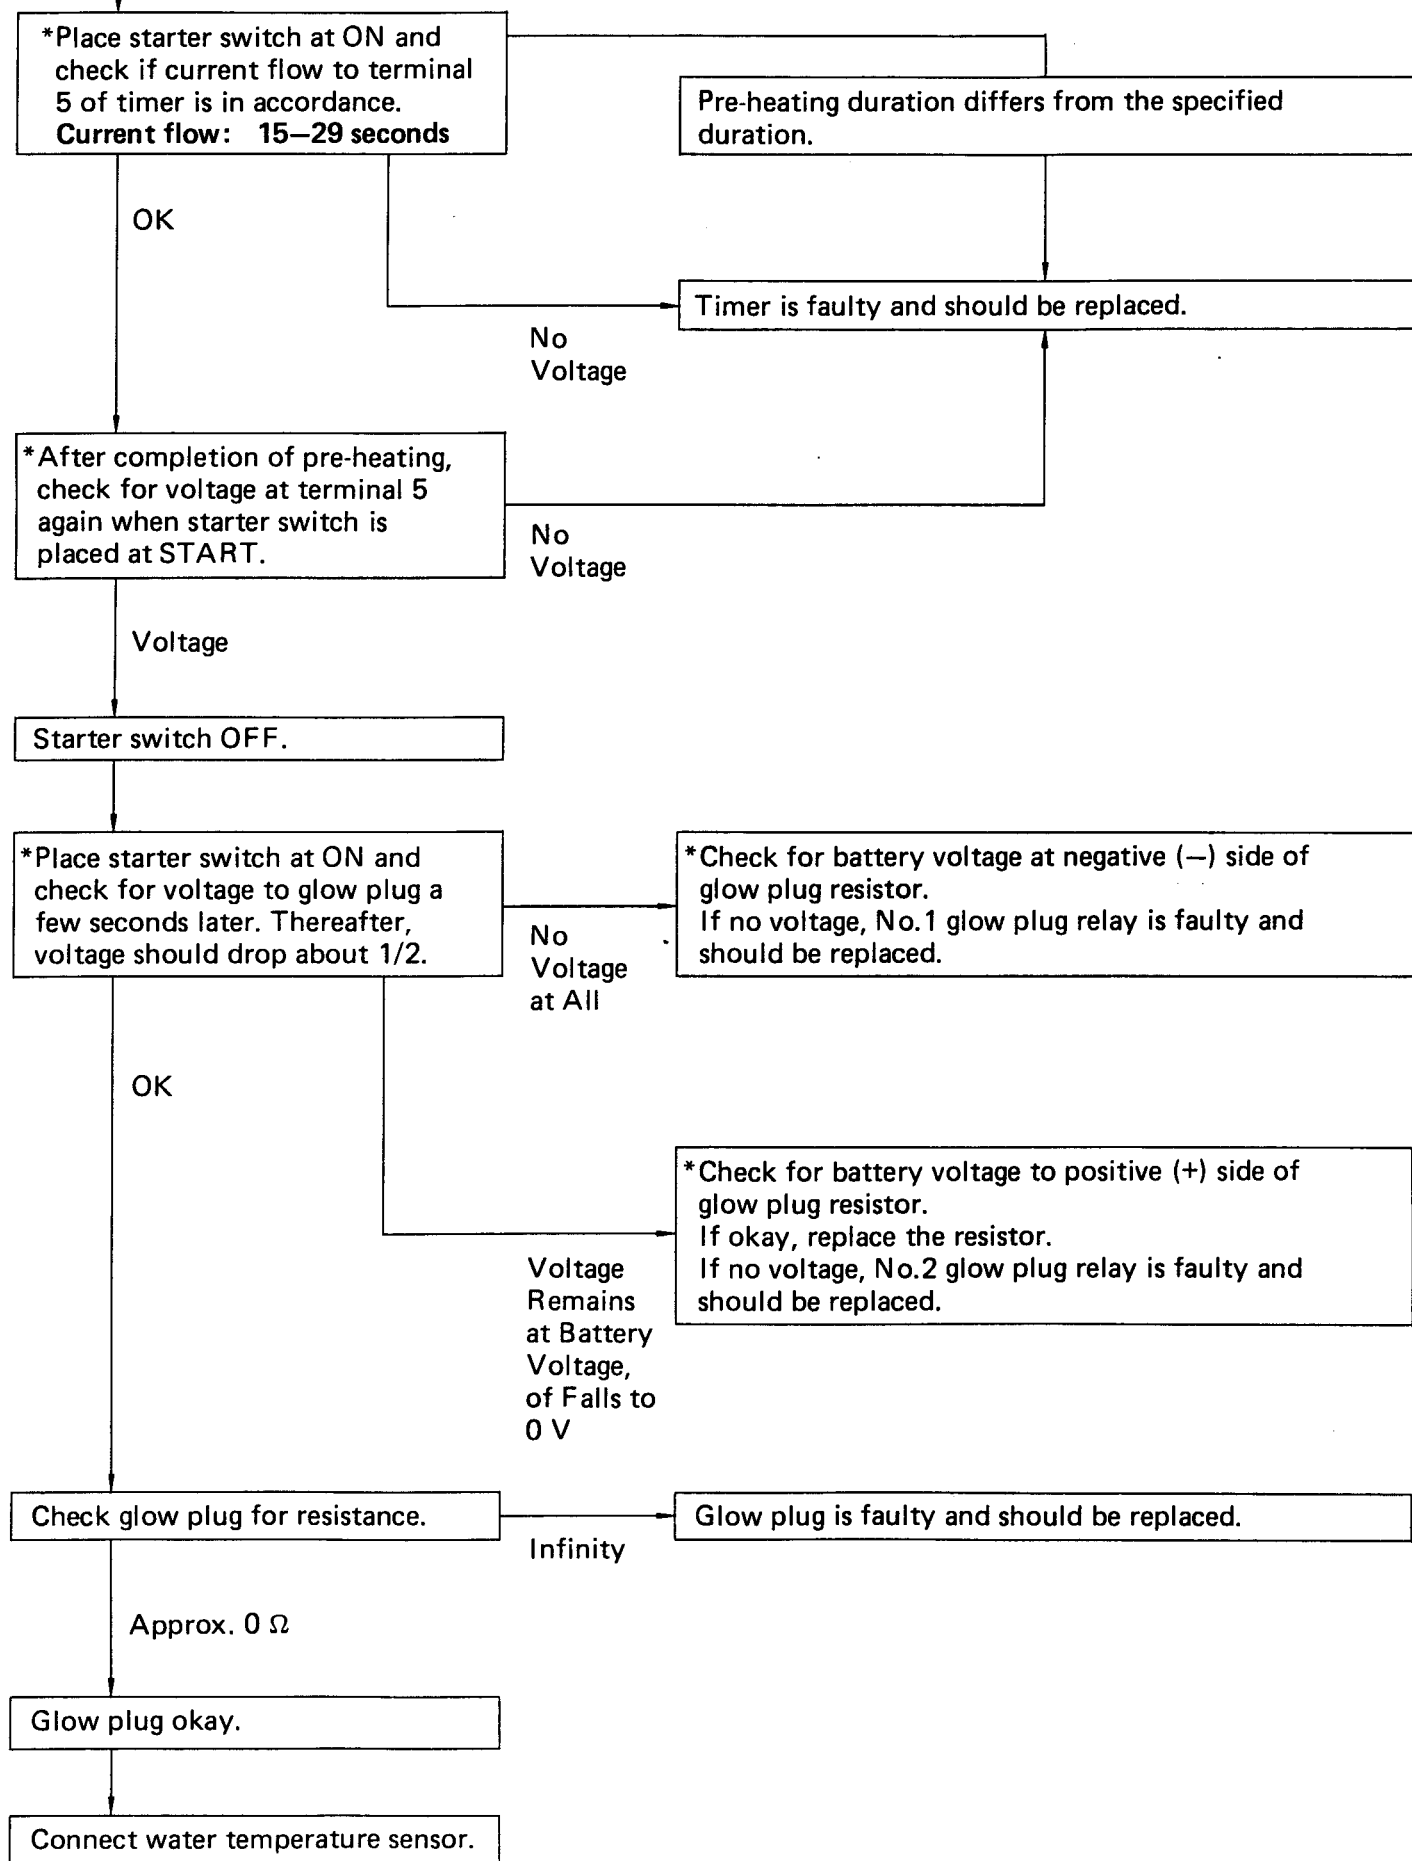 *Place starter switch at ON and
check if current flow to terminal
5 of timer is in accordance.
Current flow: 15–29 seconds
Pre-heating duration differs from the specified
duration.
OK
Timer is faulty and should be replaced.
No
Voltage
*After completion of pre-heating,
check for voltage at terminal 5
again when starter switch is
placed at START.
No
Voltage
Voltage
Starter switch OFF.
*Place starter switch at ON and
check for voltage to glow plug a
few seconds later. Thereafter,
voltage should drop about 1/2.
No
Voltage
at All
*Check for battery voltage at negative (–) side of
glow plug resistor.
If no voltage, No.1 glow plug relay is faulty and
should be replaced.
OK
Voltage
Remains
at Battery
Voltage,
of Falls to
0 V
*Check for battery voltage to positive (+) side of
glow plug resistor.
If okay, replace the resistor.
If no voltage, No.2 glow plug relay is faulty and
should be replaced.
Check glow plug for resistance.
Infinity
Glow plug is faulty and should be replaced.
Approx. 0 Ω
Glow plug okay.
Connect water temperature sensor.